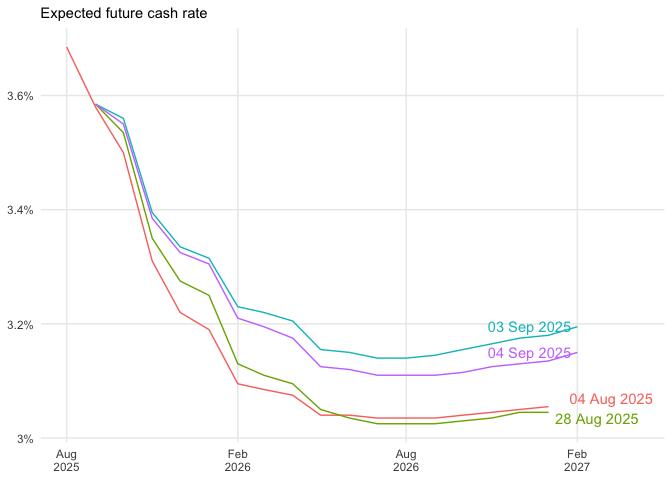 Expected future cash rate
3.6%
3.4%
3.2%
3%
03 Sep 2025
04 Sep 2025
04 Aug 2025
28 Aug 2025
Aug
2025
Feb
2026
Aug
2026
Feb
2027